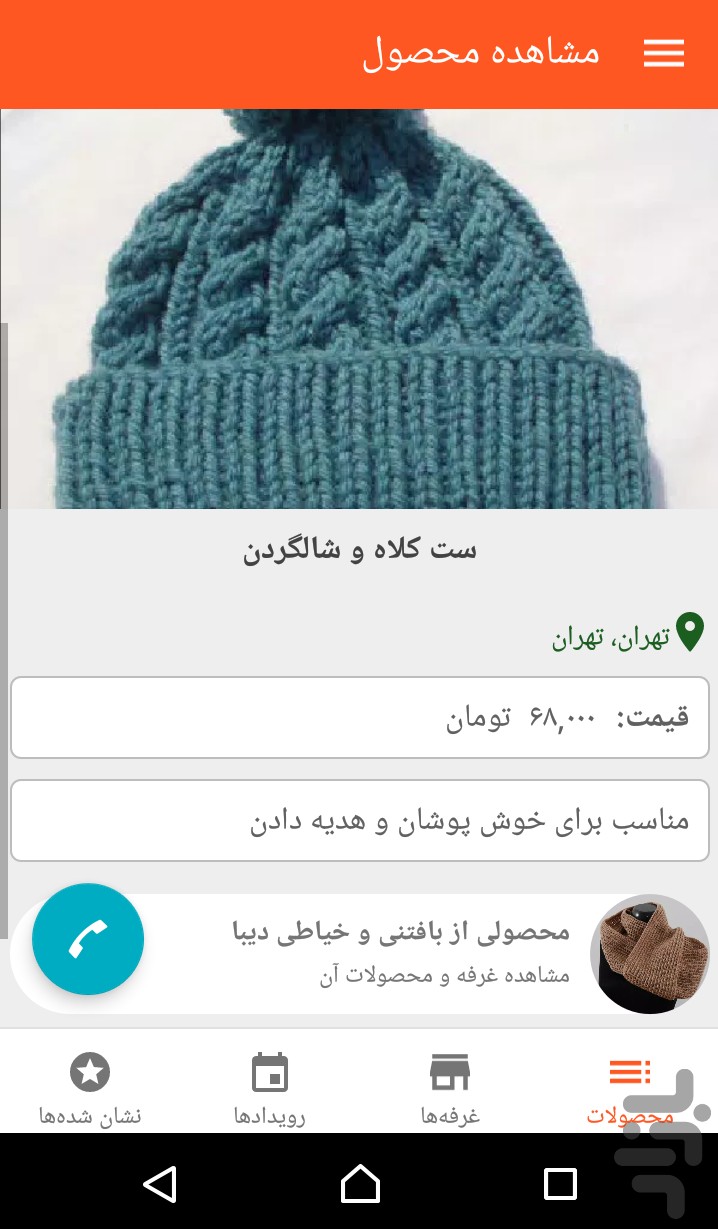 مشاهده محصول
ست کلاه و شالگردن
تهران، تهران
قیمت: ۶۸,۰۰۰ تومان
مناسب برای خوش پوشان و هدیه دادن
محصولی از بافتنی و خیاطی دیبا
مشاهده غرفه و محصولات آن
محصولات غرفه‌ها رویدادها نشان شده‌ها